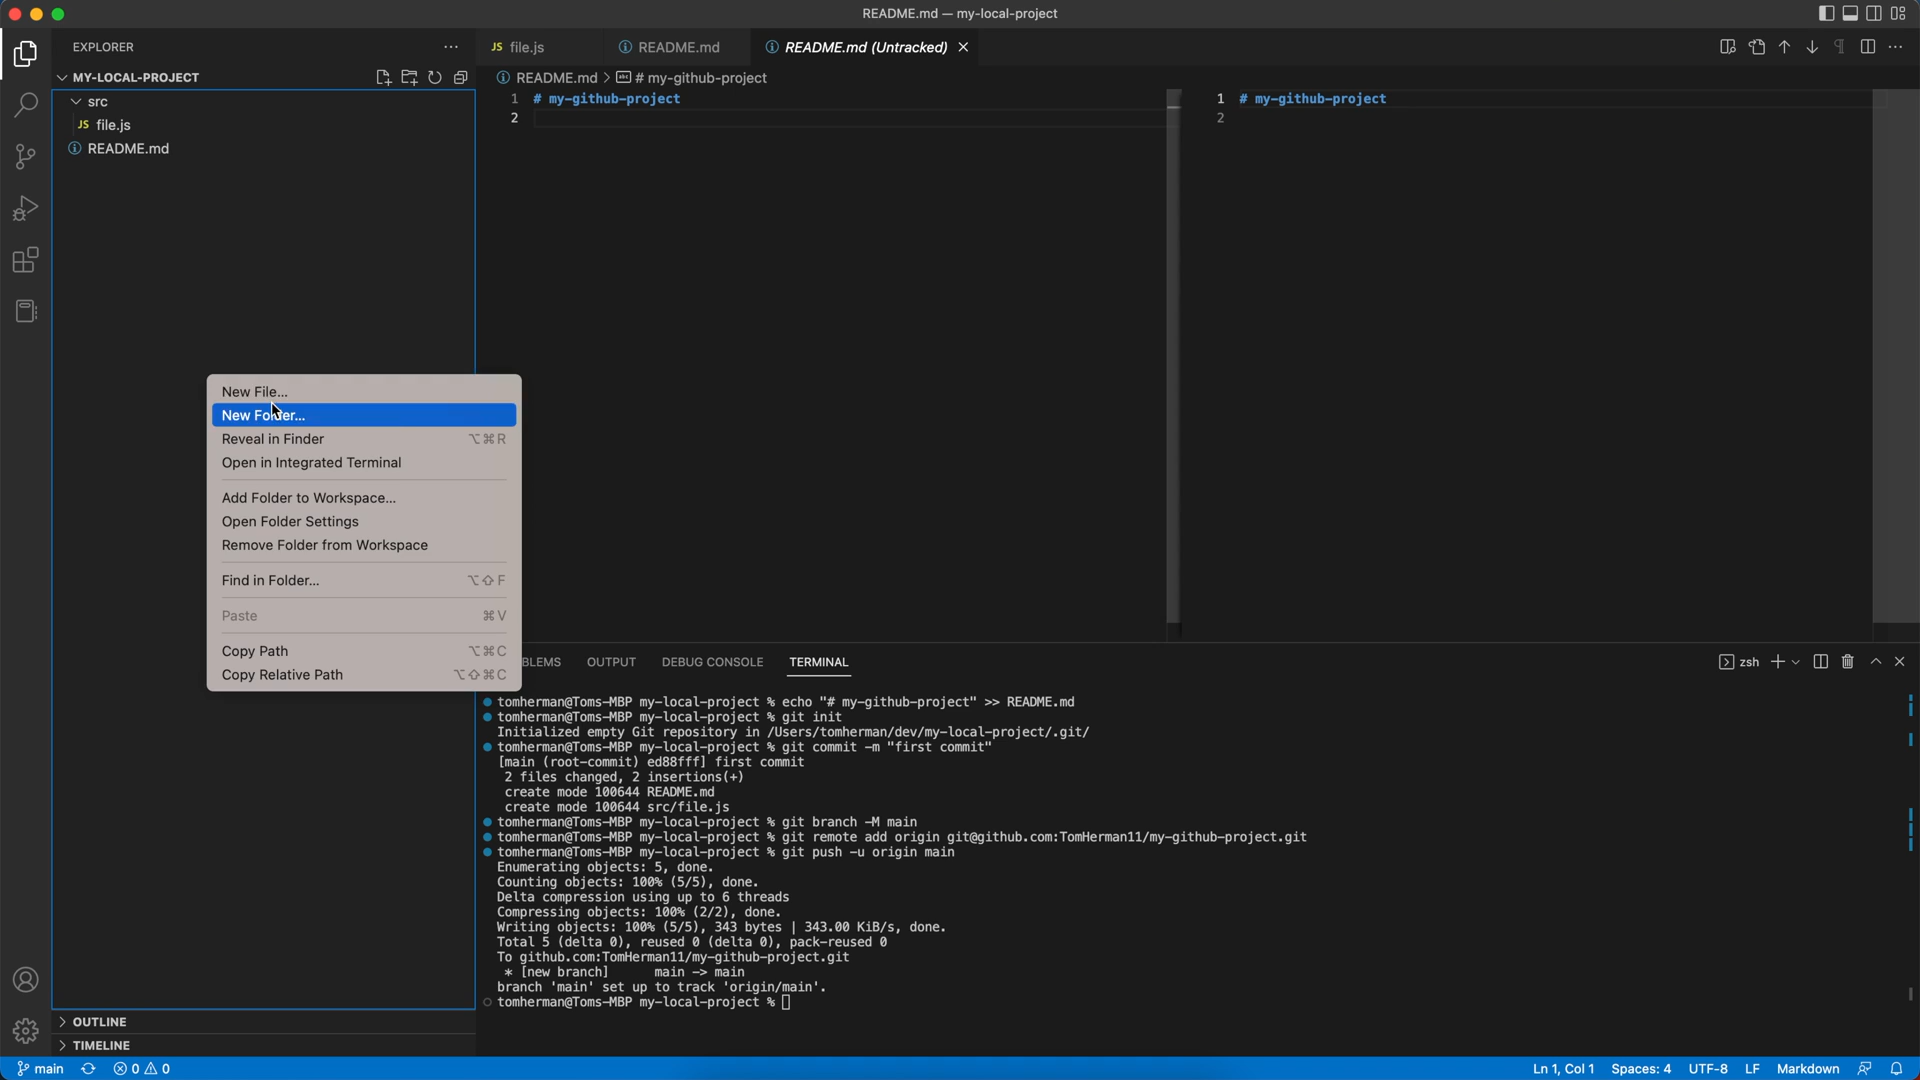 README.md — my-local-project
EXPLORER
MY-LOCAL-PROJECT
src
JS file.js
README.md
JS file.js
README.md
README.md (Untracked)
README.md > # my-github-project
1 # my-github-project
2
1 # my-github-project
2
New File...
New Folder...
Reveal in Finder ⌥⌘R
Open in Integrated Terminal
Add Folder to Workspace...
Open Folder Settings
Remove Folder from Workspace
Find in Folder... ⌥⇧F
Paste ⌘V
Copy Path ⌥⌘C
Copy Relative Path ⌥⇧⌘C
BLEMS OUTPUT DEBUG CONSOLE TERMINAL
zsh
tomherman@Toms-MBP my-local-project % echo "# my-github-project" >> README.md
tomherman@Toms-MBP my-local-project % git init
Initialized empty Git repository in /Users/tomherman/dev/my-local-project/.git/
tomherman@Toms-MBP my-local-project % git commit -m "first commit"
[main (root-commit) ed88fff] first commit
2 files changed, 2 insertions(+)
create mode 100644 README.md
create mode 100644 src/file.js
tomherman@Toms-MBP my-local-project % git branch -M main
tomherman@Toms-MBP my-local-project % git remote add origin git@github.com:TomHerman11/my-github-project.git
tomherman@Toms-MBP my-local-project % git push -u origin main
Enumerating objects: 5, done.
Counting objects: 100% (5/5), done.
Delta compression using up to 6 threads
Compressing objects: 100% (2/2), done.
Writing objects: 100% (5/5), 343 bytes | 343.00 KiB/s, done.
Total 5 (delta 0), reused 0 (delta 0), pack-reused 0
To github.com:TomHerman11/my-github-project.git
* [new branch] main -> main
branch 'main' set up to track 'origin/main'.
tomherman@Toms-MBP my-local-project %
OUTLINE
TIMELINE
main 0 0
Ln 1, Col 1 Spaces: 4 UTF-8 LF Markdown